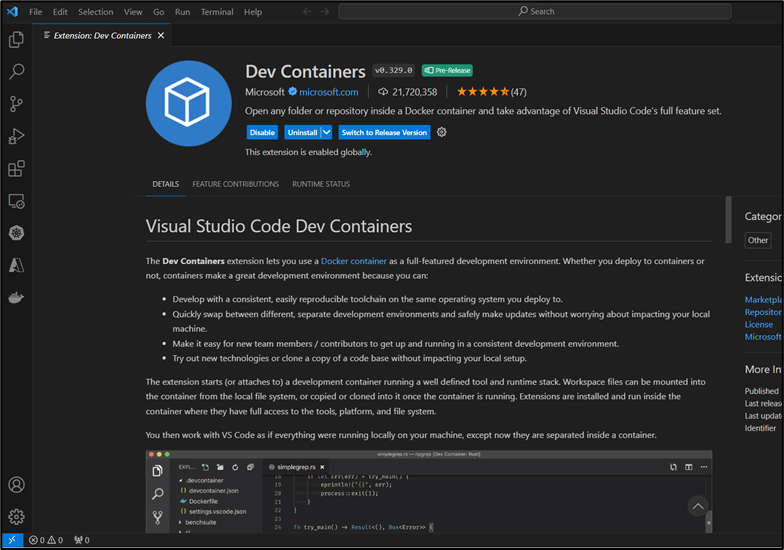 File Edit Selection View Go Run Terminal Help
Search
Extension: Dev Containers
Dev Containers v0.329.0 Pre-Release
Microsoft microsoft.com 21,720,358 (47)
Open any folder or repository inside a Docker container and take advantage of Visual Studio Code's full feature set.
Disable Uninstall Switch to Release Version
This extension is enabled globally.
DETAILS FEATURE CONTRIBUTIONS RUNTIME STATUS
Visual Studio Code Dev Containers
The Dev Containers extension lets you use a Docker container as a full-featured development environment. Whether you deploy to containers or
not, containers make a great development environment because you can:
• Develop with a consistent, easily reproducible toolchain on the same operating system you deploy to.
• Quickly swap between different, separate development environments and safely make updates without worrying about impacting your local
machine.
• Make it easy for new team members / contributors to get up and running in a consistent development environment.
• Try out new technologies or clone a copy of a code base without impacting your local setup.
The extension starts (or attaches to) a development container running a well defined tool and runtime stack. Workspace files can be mounted into
the container from the local file system, or copied or cloned into it once the container is running. Extensions are installed and run inside the
container where they have full access to the tools, platform, and file system.
You then work with VS Code as if everything were running locally on your machine, except now they are separated inside a container.
simplegrep.rs — ripgrep [Dev Container Rust]
EXPL... simplegrep.rs
.devcontainer
devcontainer.json
Dockerfile
settings.vscode.json
benchsuite
ci
18 if let Err(err) = try_main() {
19 eprintln!("{}", err);
20 process::exit(1);
21 }
22 }
23
24 fn try_main() -> Result<(), Box<Error>> {
Categor
Other
Extensio
Marketpla
Repositor
License
Microsoft
More In
Published
Last releas
Last updat
Identifier
0 0 0